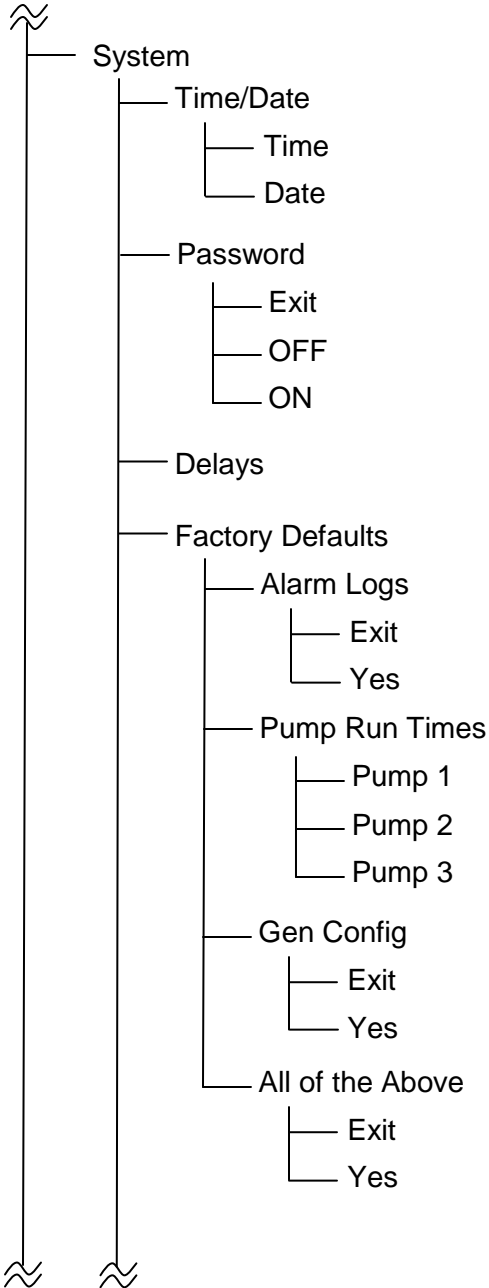 System
Time/Date
Time
Date
Password
Exit
OFF
ON
Delays
Factory Defaults
Alarm Logs
Exit
Yes
Pump Run Times
Pump 1
Pump 2
Pump 3
Gen Config
Exit
Yes
All of the Above
Exit
Yes